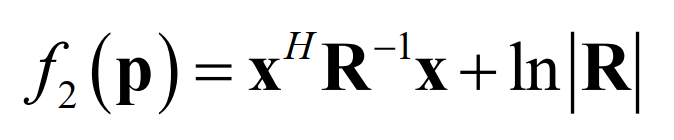 f₂(𝐩) = 𝐱ᴴ𝐑⁻¹𝐱 + ln|𝐑|